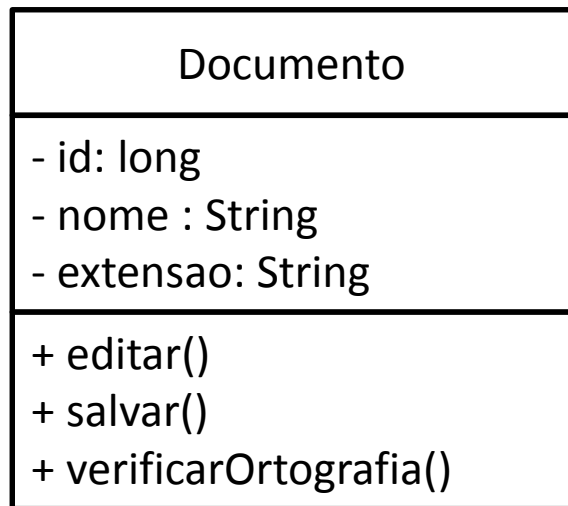 Documento
- id: long
- nome : String
- extensao: String
+ editar()
+ salvar()
+ verificarOrtografia()